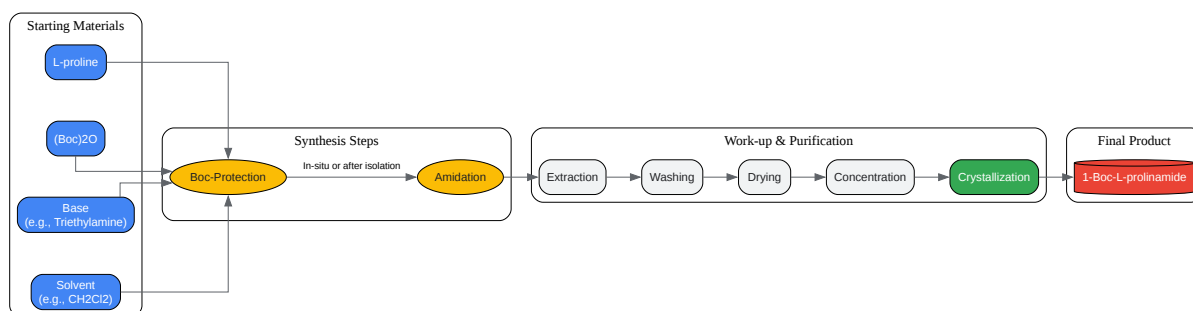 Starting Materials
L-proline
(Boc)2O
Base
(e.g., Triethylamine)
Solvent
(e.g., CH2Cl2)
Synthesis Steps
Boc-Protection
In-situ or after isolation
Amidation
Work-up & Purification
Extraction
Washing
Drying
Concentration
Crystallization
Final Product
1-Boc-L-prolinamide